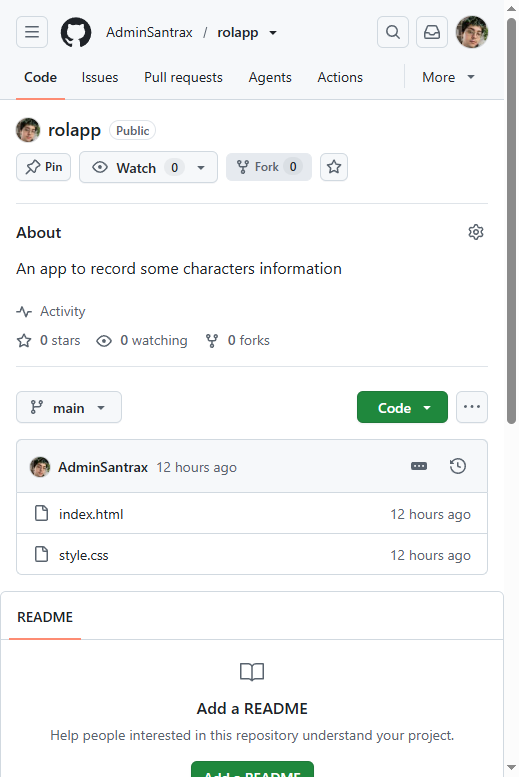 AdminSantrax / rolapp
Code Issues Pull requests Agents Actions More
rolapp Public
Pin Watch 0 Fork 0
About
An app to record some characters information
Activity
0 stars 0 watching 0 forks
main Code
AdminSantrax 12 hours ago
index.html 12 hours ago
style.css 12 hours ago
README
Add a README
Help people interested in this repository understand your project.
Add a README